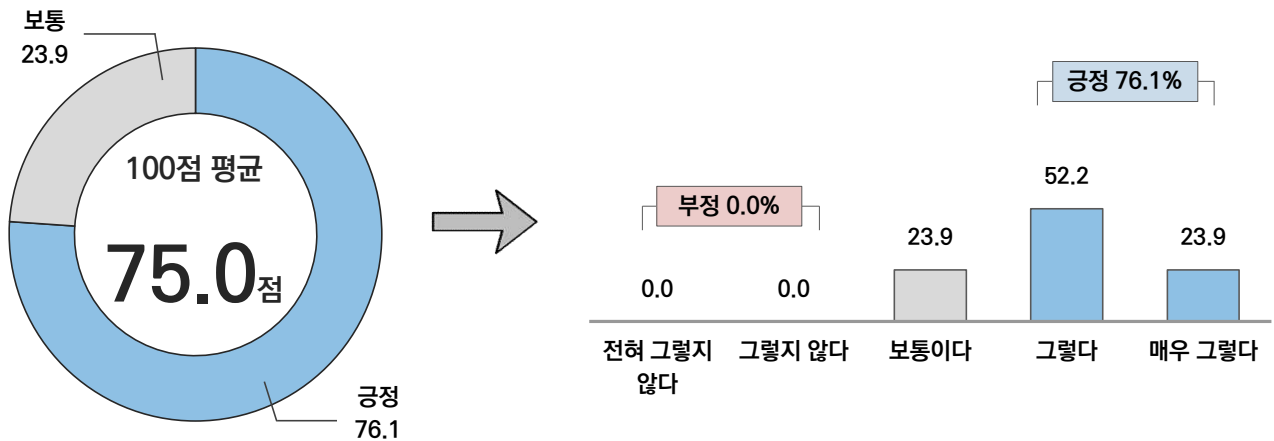 보통
23.9
100점 평균
75.0점
긍정
76.1
부정 0.0%
긍정 76.1%
0.0
0.0
23.9
52.2
23.9
전혀 그렇지
않다
그렇지 않다
보통이다
그렇다
매우 그렇다